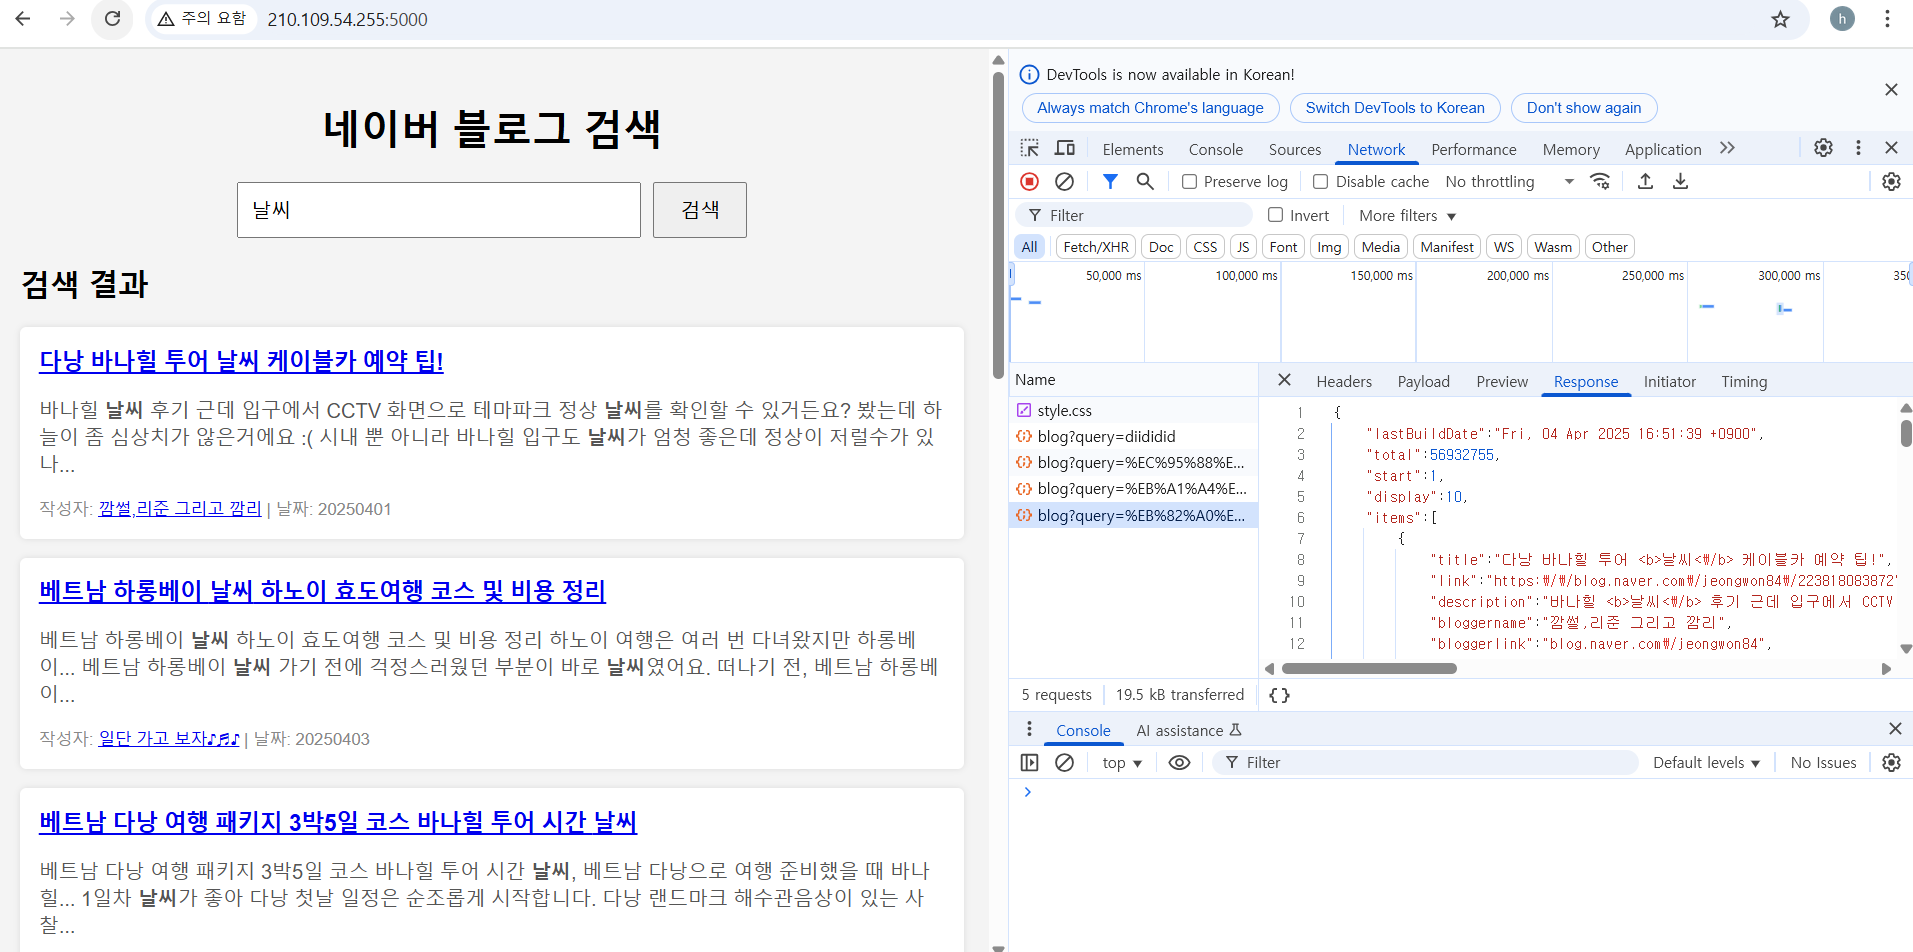 주의 요함
210.109.54.255:5000
h
네이버 블로그 검색
날씨
검색
검색 결과
다낭 바나힐 투어 날씨 케이블카 예약 팁!
바나힐 날씨 후기 근데 입구에서 CCTV 화면으로 테마파크 정상 날씨를 확인할 수 있거든요? 봤는데 하
늘이 좀 심상치가 않은거에요 :( 시내 뿐 아니라 바나힐 입구도 날씨가 엄청 좋은데 정상이 저럴수가 있
나...
작성자: 깜썰,리준 그리고 깜리 | 날짜: 20250401
베트남 하롱베이 날씨 하노이 효도여행 코스 및 비용 정리
베트남 하롱베이 날씨 하노이 효도여행 코스 및 비용 정리 하노이 여행은 여러 번 다녀왔지만 하롱베
이... 베트남 하롱베이 날씨 가기 전에 걱정스러웠던 부분이 바로 날씨였어요. 떠나기 전, 베트남 하롱베
이...
작성자: 일단 가고 보자♪♬♪ | 날짜: 20250403
베트남 다낭 여행 패키지 3박5일 코스 바나힐 투어 시간 날씨
베트남 다낭 여행 패키지 3박5일 코스 바나힐 투어 시간 날씨, 베트남 다낭으로 여행 준비했을 때 바나
힐... 1일차 날씨가 좋아 다낭 첫날 일정은 순조롭게 시작합니다. 다낭 랜드마크 해수관음상이 있는 사
찰...
DevTools is now available in Korean!
Always match Chrome's language
Switch DevTools to Korean
Don't show again
Elements Console Sources Network Performance Memory Application
Preserve log Disable cache No throttling
Filter Invert More filters
All Fetch/XHR Doc CSS JS Font Img Media Manifest WS Wasm Other
50,000 ms 100,000 ms 150,000 ms 200,000 ms 250,000 ms 300,000 ms 350
Name
style.css
blog?query=diididid
blog?query=%EC%95%88%E...
blog?query=%EB%A1%A4%E...
blog?query=%EB%82%A0%E...
Headers Payload Preview Response Initiator Timing
1 {
2 "lastBuildDate":"Fri, 04 Apr 2025 16:51:39 +0900",
3 "total":56932755,
4 "start":1,
5 "display":10,
6 "items":[
7 {
8 "title":"다낭 바나힐 투어 <b>날씨<₩/b> 케이블카 예약 팁!",
9 "link":"https:₩/₩/blog.naver.com₩/jeongwon84₩/223818083872"
10 "description":"바나힐 <b>날씨<₩/b> 후기 근데 입구에서 CCTV
11 "bloggername":"깜썰,리준 그리고 깜리",
12 "bloggerlink":"blog.naver.com₩/jeongwon84",
5 requests 19.5 kB transferred { }
Console AI assistance
top Filter Default levels No Issues